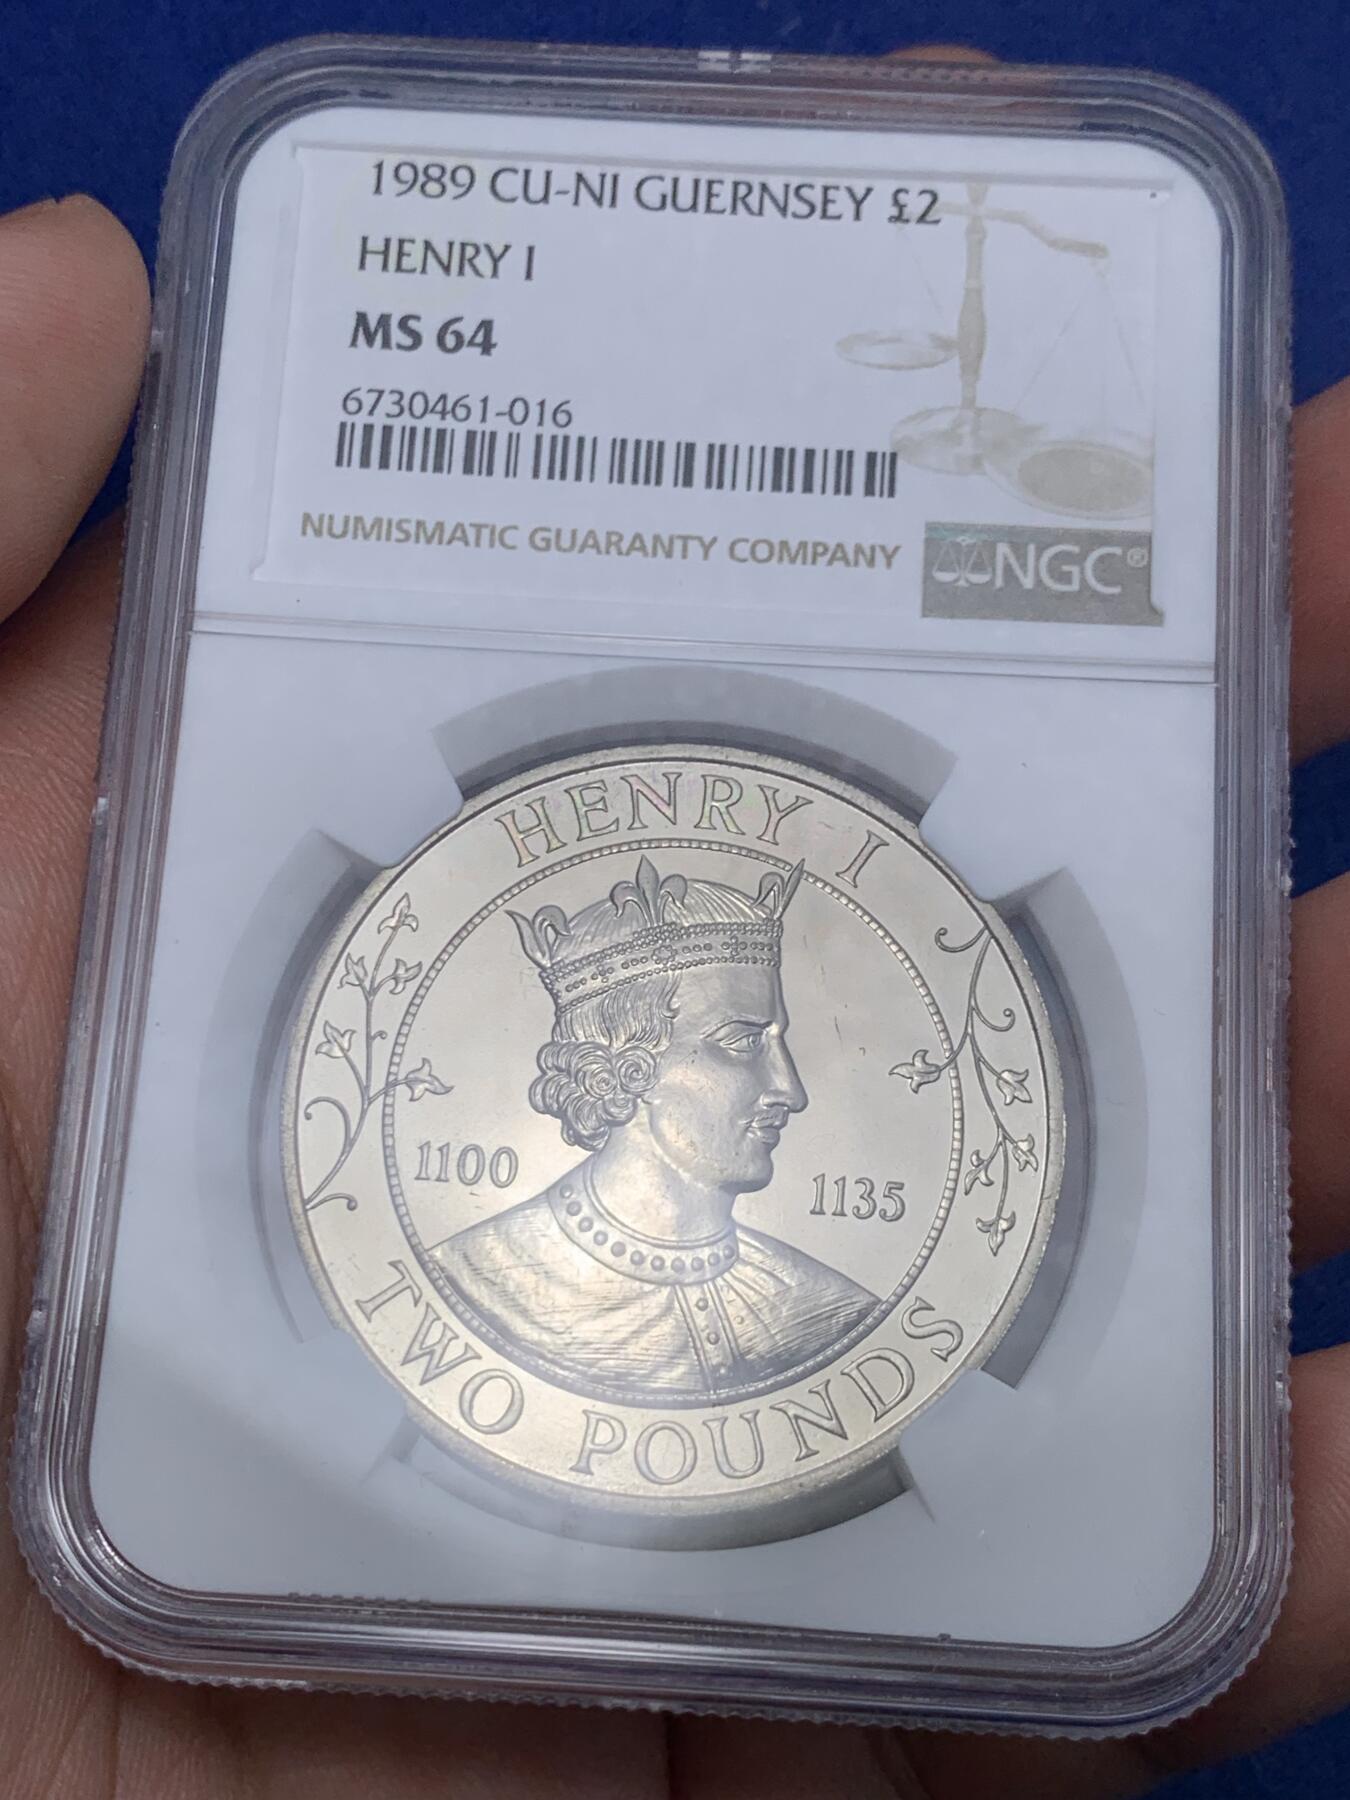 1989 CU-NI GUERNSEY £2
HENRY I
MS 64
6730461-016
NUMISMATIC GUARANTY COMPANY
NGC®
HENRY I
1100
1135
TWO POUNDS